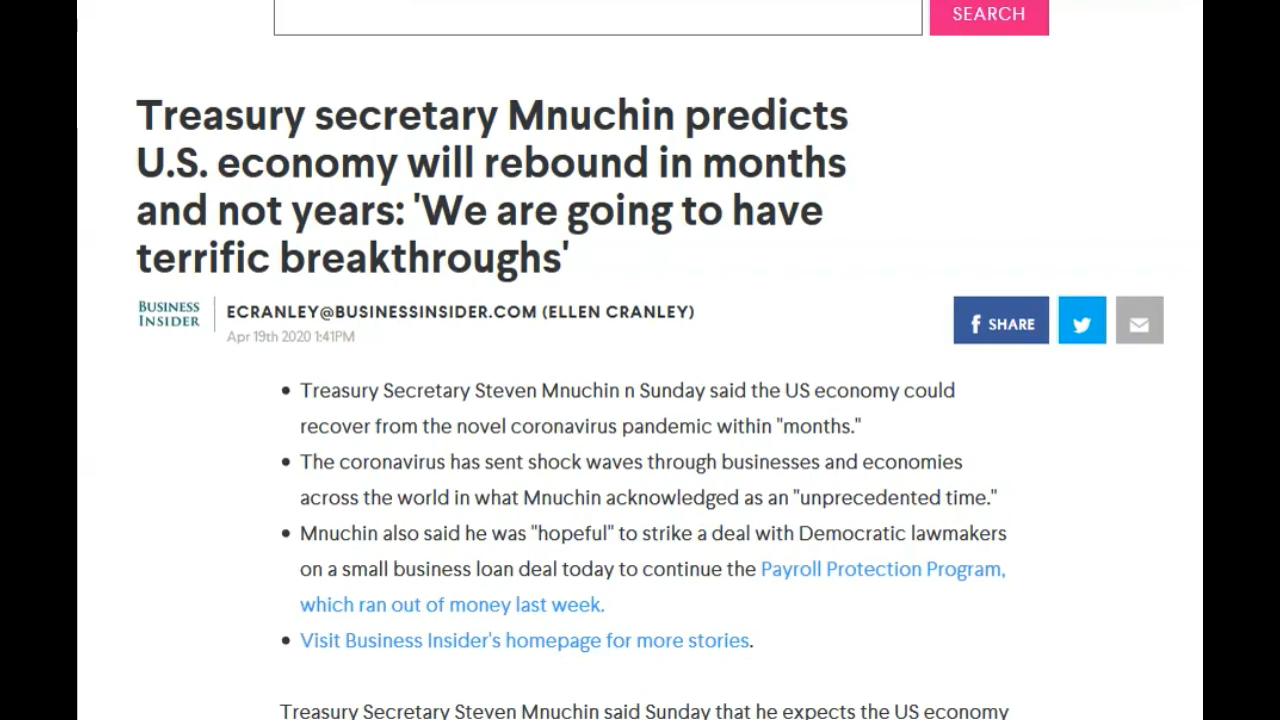 SEARCH
Treasury secretary Mnuchin predicts
U.S. economy will rebound in months
and not years: 'We are going to have
terrific breakthroughs'
BUSINESS
INSIDER
ECRANLEY@BUSINESSINSIDER.COM (ELLEN CRANLEY)
Apr 19th 2020 1:41PM
f SHARE
• Treasury Secretary Steven Mnuchin n Sunday said the US economy could
recover from the novel coronavirus pandemic within "months."
• The coronavirus has sent shock waves through businesses and economies
across the world in what Mnuchin acknowledged as an "unprecedented time."
• Mnuchin also said he was "hopeful" to strike a deal with Democratic lawmakers
on a small business loan deal today to continue the Payroll Protection Program,
which ran out of money last week.
• Visit Business Insider's homepage for more stories.
Treasury Secretary Steven Mnuchin said Sunday that he expects the US economy